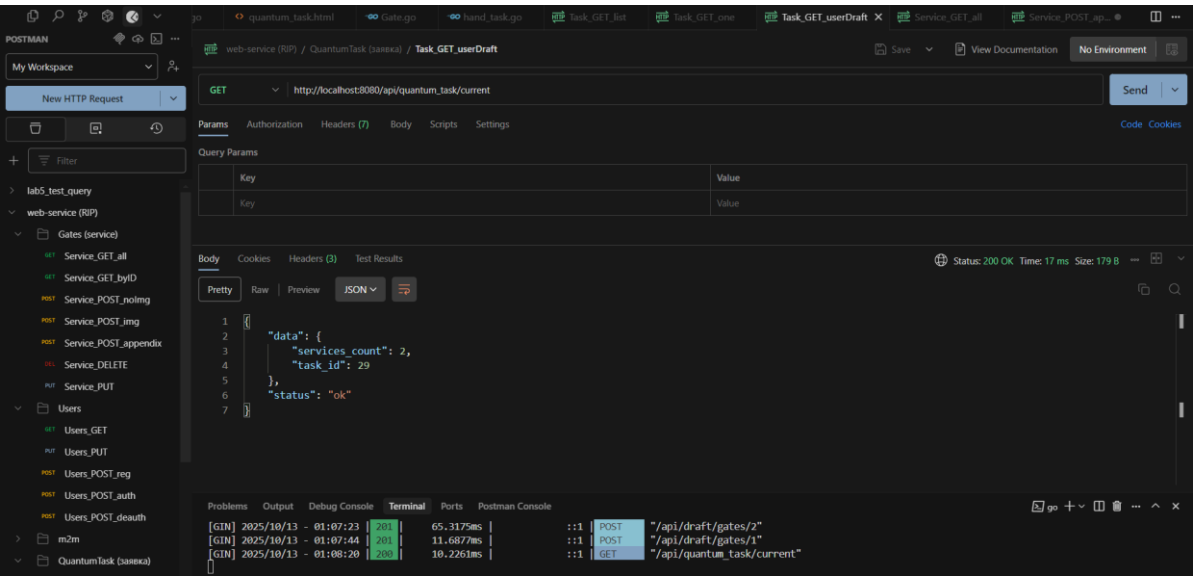 quantum_task.html
Gate.go
hand_task.go
Task_GET_list
Task_GET_one
Task_GET_userDraft
Service_GET_all
Service_POST_ap...
POSTMAN
web-service (RIP) / QuantumTask (заявка) / Task_GET_userDraft
Save
View Documentation
No Environment
My Workspace
New HTTP Request
GET
http://localhost:8080/api/quantum_task/current
Send
Params Authorization Headers (7) Body Scripts Settings
Code Cookies
Filter
Query Params
Key Value
Key Value
lab5_test_query
web-service (RIP)
Gates (service)
GET Service_GET_all
GET Service_GET_byID
POST Service_POST_noImg
POST Service_POST_img
POST Service_POST_appendix
DEL Service_DELETE
PUT Service_PUT
Users
GET Users_GET
PUT Users_PUT
POST Users_POST_reg
POST Users_POST_auth
POST Users_POST_deauth
m2m
QuantumTask (заявка)
Body Cookies Headers (3) Test Results
Status: 200 OK Time: 17 ms Size: 179 B
Pretty Raw Preview JSON
1 {
2 "data": {
3 "services_count": 2,
4 "task_id": 29
5 },
6 "status": "ok"
7 }
Problems Output Debug Console Terminal Ports Postman Console
go
[GIN] 2025/10/13 - 01:07:23 | 201 | 65.3175ms | ::1 | POST "/api/draft/gates/2"
[GIN] 2025/10/13 - 01:07:44 | 201 | 11.6877ms | ::1 | POST "/api/draft/gates/1"
[GIN] 2025/10/13 - 01:08:20 | 200 | 10.2261ms | ::1 | GET "/api/quantum_task/current"